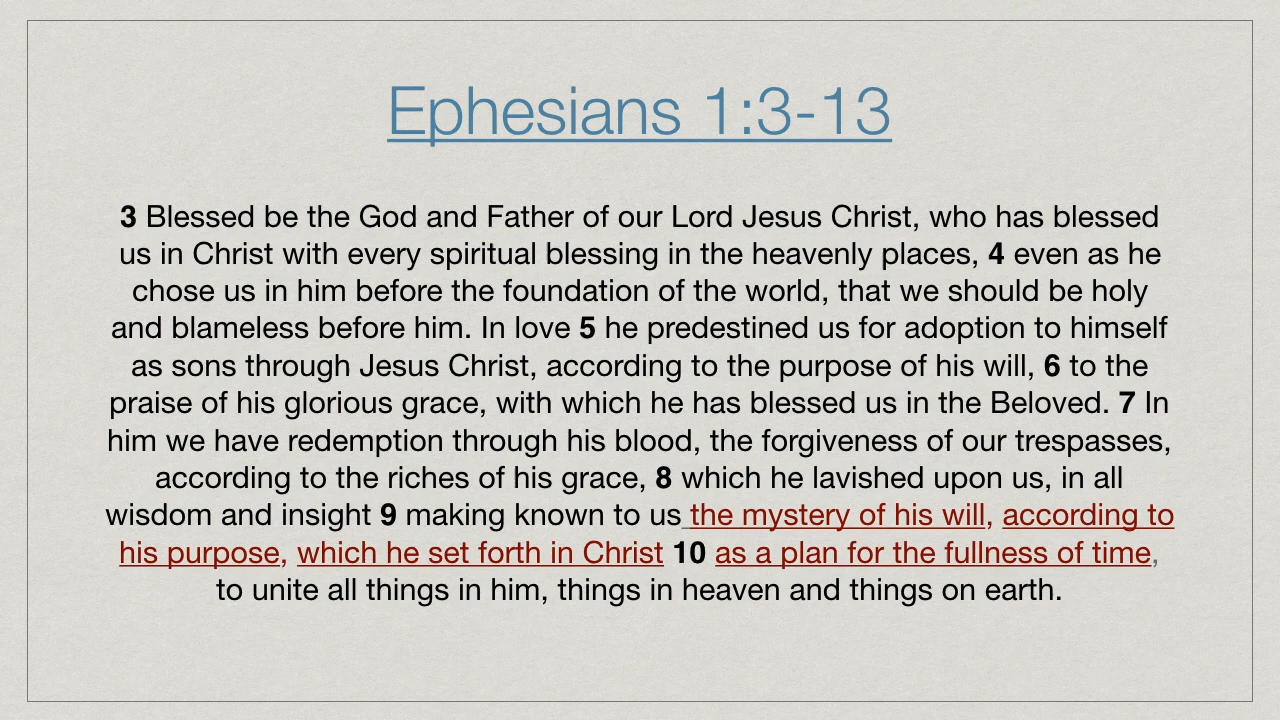 Ephesians 1:3-13
3 Blessed be the God and Father of our Lord Jesus Christ, who has blessed
us in Christ with every spiritual blessing in the heavenly places, 4 even as he
chose us in him before the foundation of the world, that we should be holy
and blameless before him. In love 5 he predestined us for adoption to himself
as sons through Jesus Christ, according to the purpose of his will, 6 to the
praise of his glorious grace, with which he has blessed us in the Beloved. 7 In
him we have redemption through his blood, the forgiveness of our trespasses,
according to the riches of his grace, 8 which he lavished upon us, in all
wisdom and insight 9 making known to us the mystery of his will, according to
his purpose, which he set forth in Christ 10 as a plan for the fullness of time,
to unite all things in him, things in heaven and things on earth.